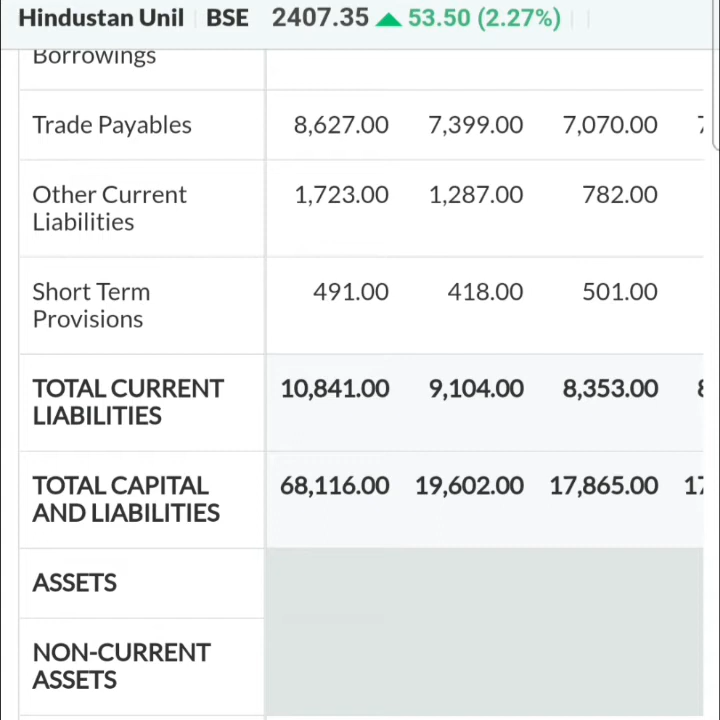 Hindustan Unil BSE 2407.35 ▲ 53.50 (2.27%)
Borrowings
Trade Payables 8,627.00 7,399.00 7,070.00
Other Current 1,723.00 1,287.00 782.00
Liabilities
Short Term 491.00 418.00 501.00
Provisions
TOTAL CURRENT 10,841.00 9,104.00 8,353.00
LIABILITIES
TOTAL CAPITAL 68,116.00 19,602.00 17,865.00 17
AND LIABILITIES
ASSETS
NON-CURRENT
ASSETS